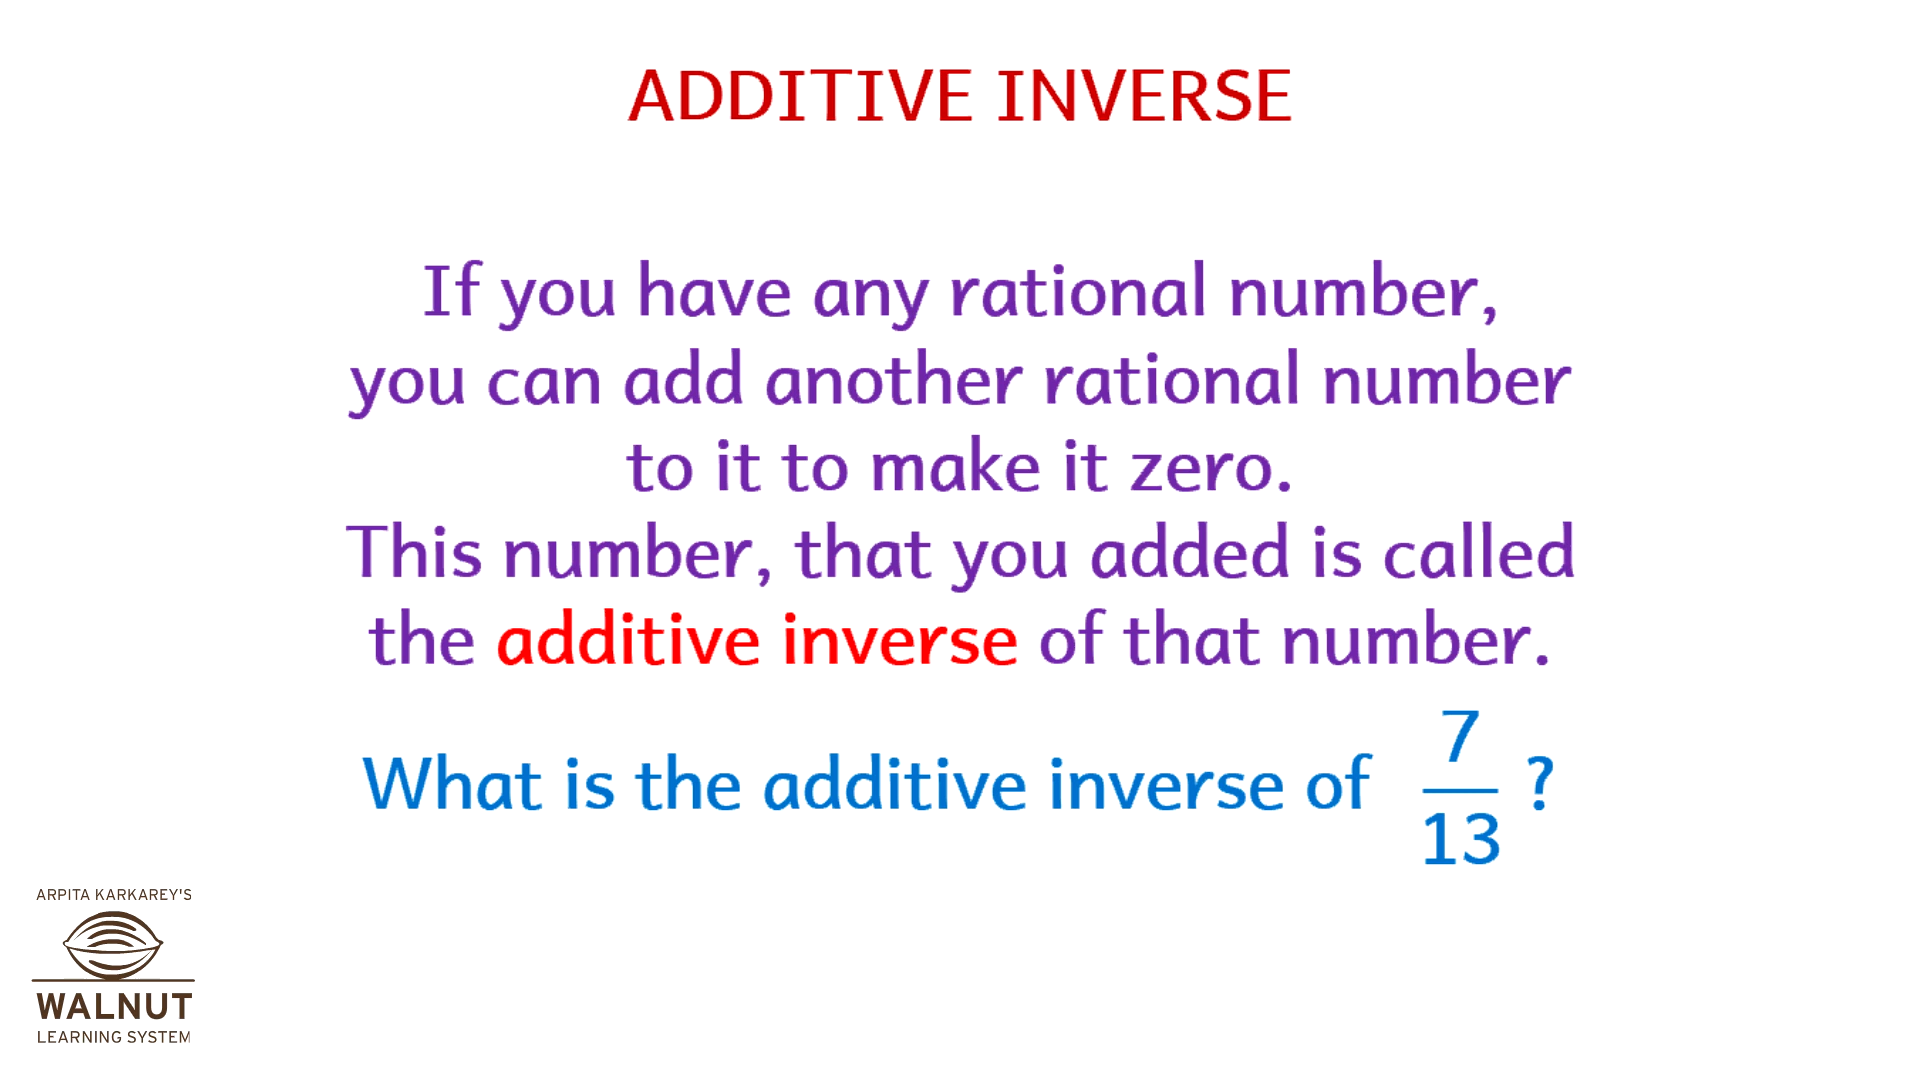 ADDITIVE INVERSE
If you have any rational number,
you can add another rational number
to it to make it zero.
This number, that you added is called
the additive inverse of that number.
What is the additive inverse of 7/13 ?
ARPITA KARKAREY'S
WALNUT
LEARNING SYSTEM